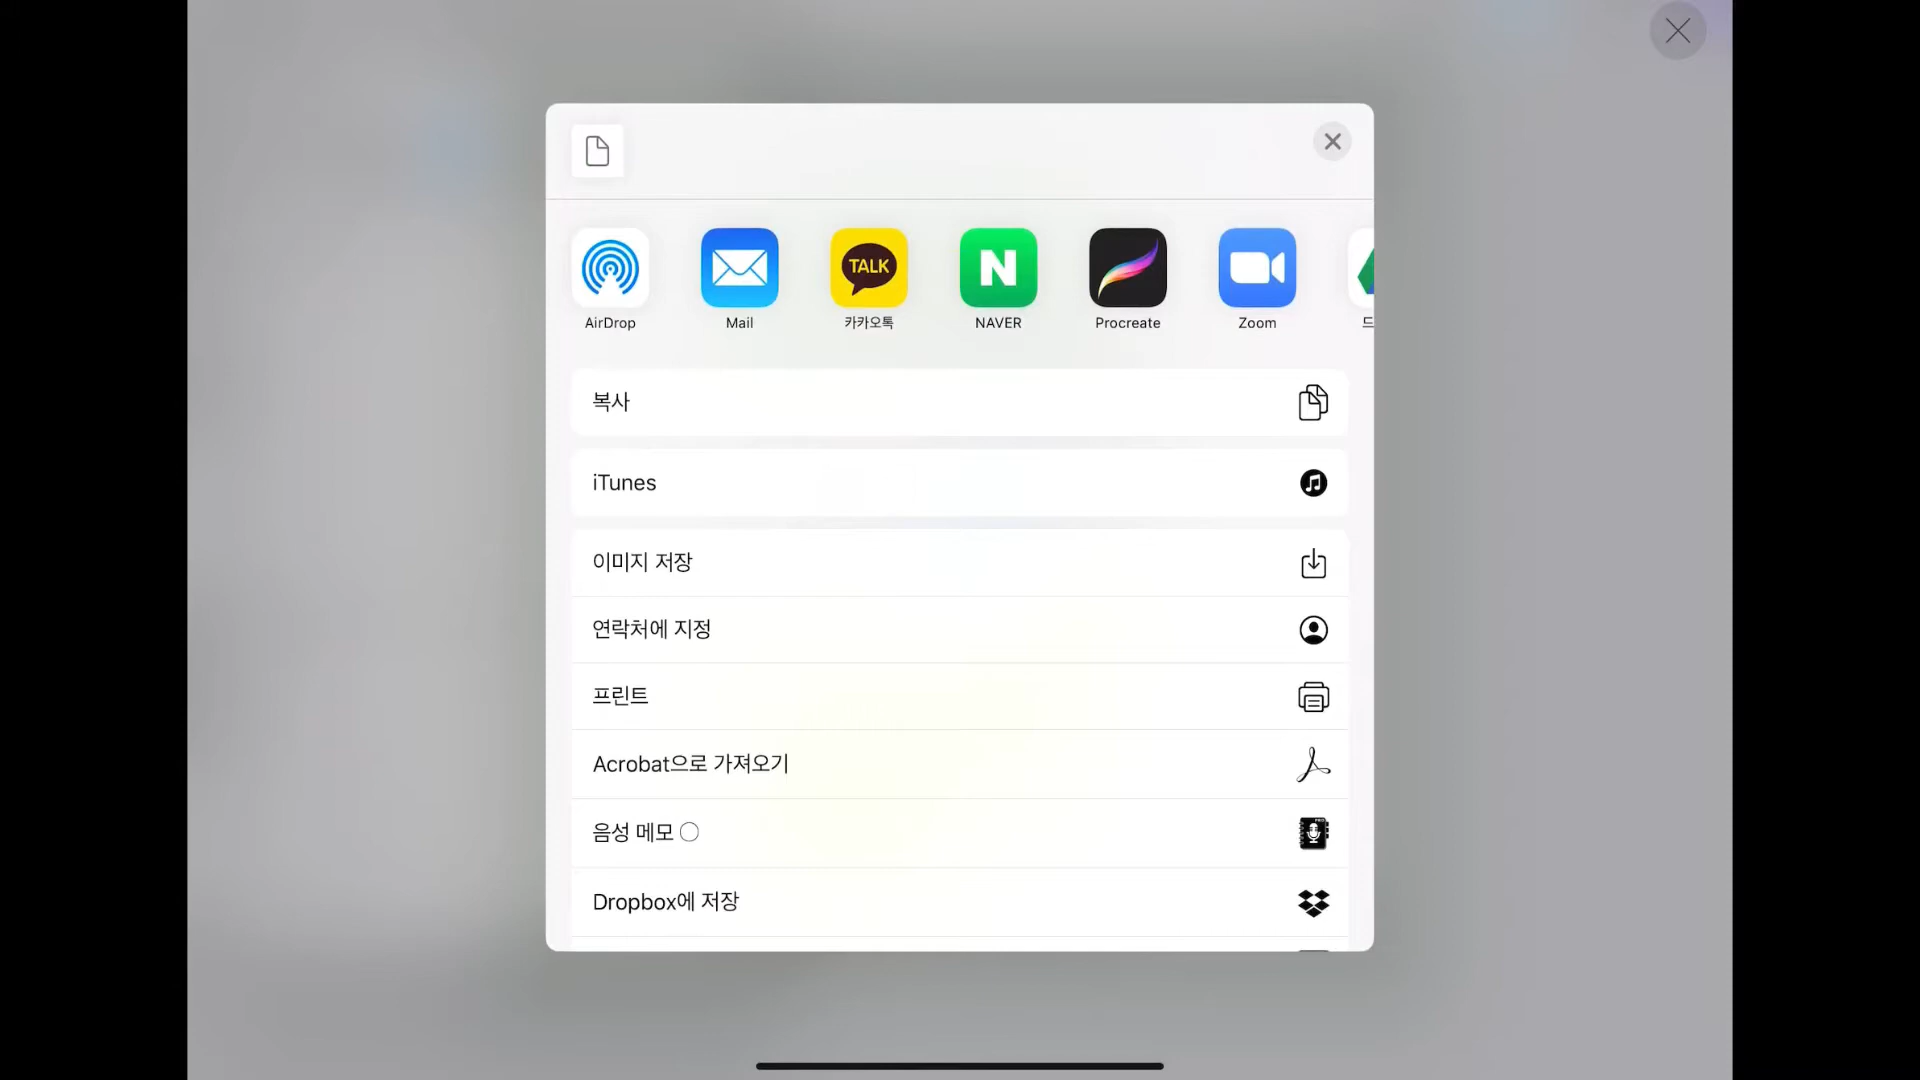 TALK
N
AirDrop
Mail
카카오톡
NAVER
Procreate
Zoom
드
복사
iTunes
이미지 저장
연락처에 지정
프린트
Acrobat으로 가져오기
음성 메모 〇
Dropbox에 저장